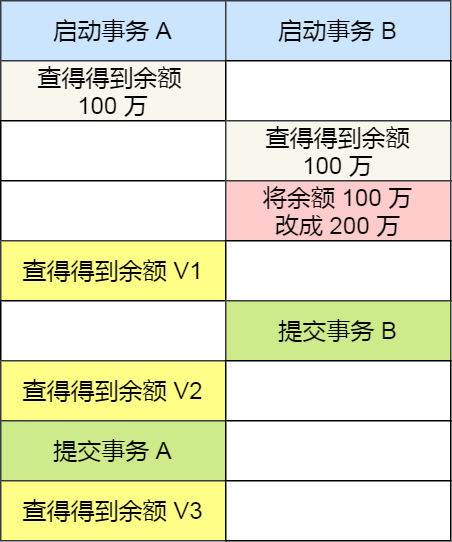 启动事务 A
启动事务 B
查得得到余额
100 万
查得得到余额
100 万
将余额 100 万
改成 200 万
查得得到余额 V1
提交事务 B
查得得到余额 V2
提交事务 A
查得得到余额 V3